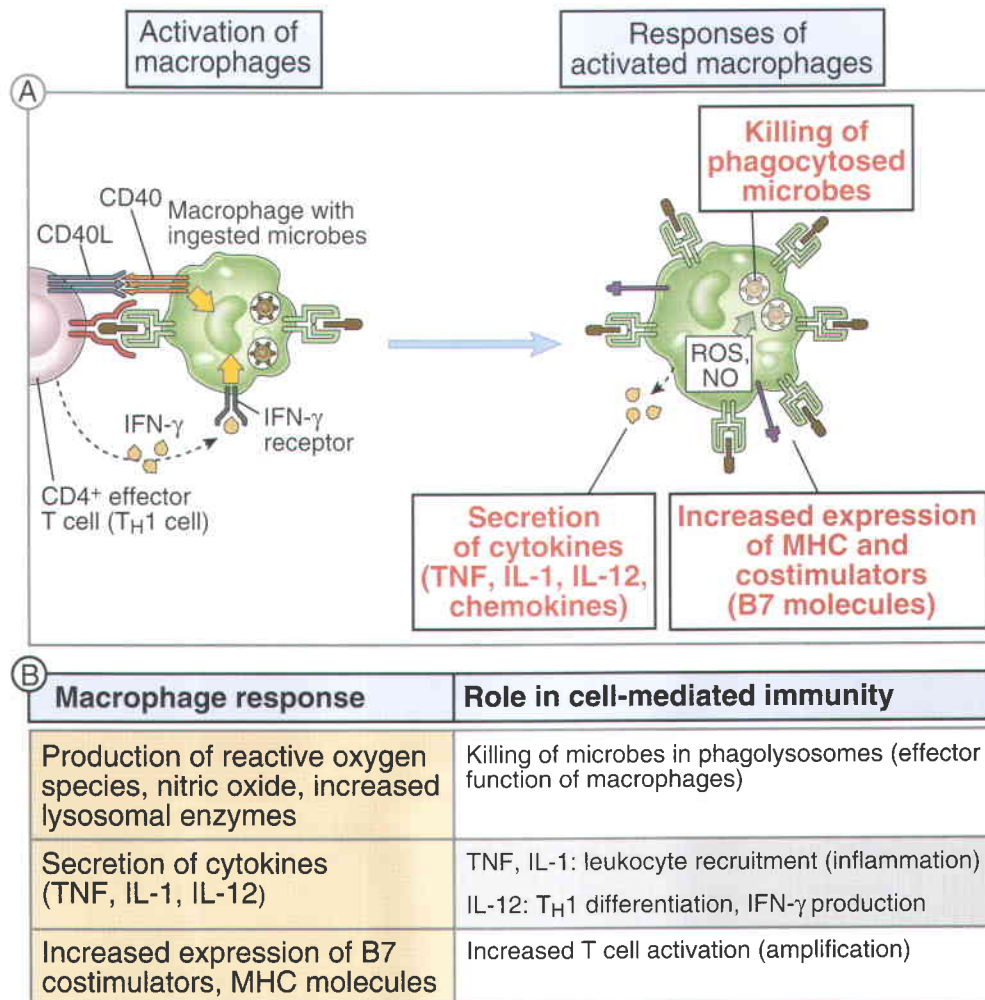 Activation of
macrophages
Responses of
activated macrophages
A
Killing of
phagocytosed
microbes
CD40
CD40L
Macrophage with
ingested microbes
ROS,
NO
IFN-γ
IFN-γ
receptor
CD4+ effector
T cell (TH1 cell)
Secretion
of cytokines
(TNF, IL-1, IL-12,
chemokines)
Increased expression
of MHC and
costimulators
(B7 molecules)
B
Macrophage response
Role in cell-mediated immunity
Production of reactive oxygen
species, nitric oxide, increased
lysosomal enzymes
Killing of microbes in phagolysosomes (effector
function of macrophages)
Secretion of cytokines
(TNF, IL-1, IL-12)
TNF, IL-1: leukocyte recruitment (inflammation)
IL-12: TH1 differentiation, IFN-γ production
Increased expression of B7
costimulators, MHC molecules
Increased T cell activation (amplification)